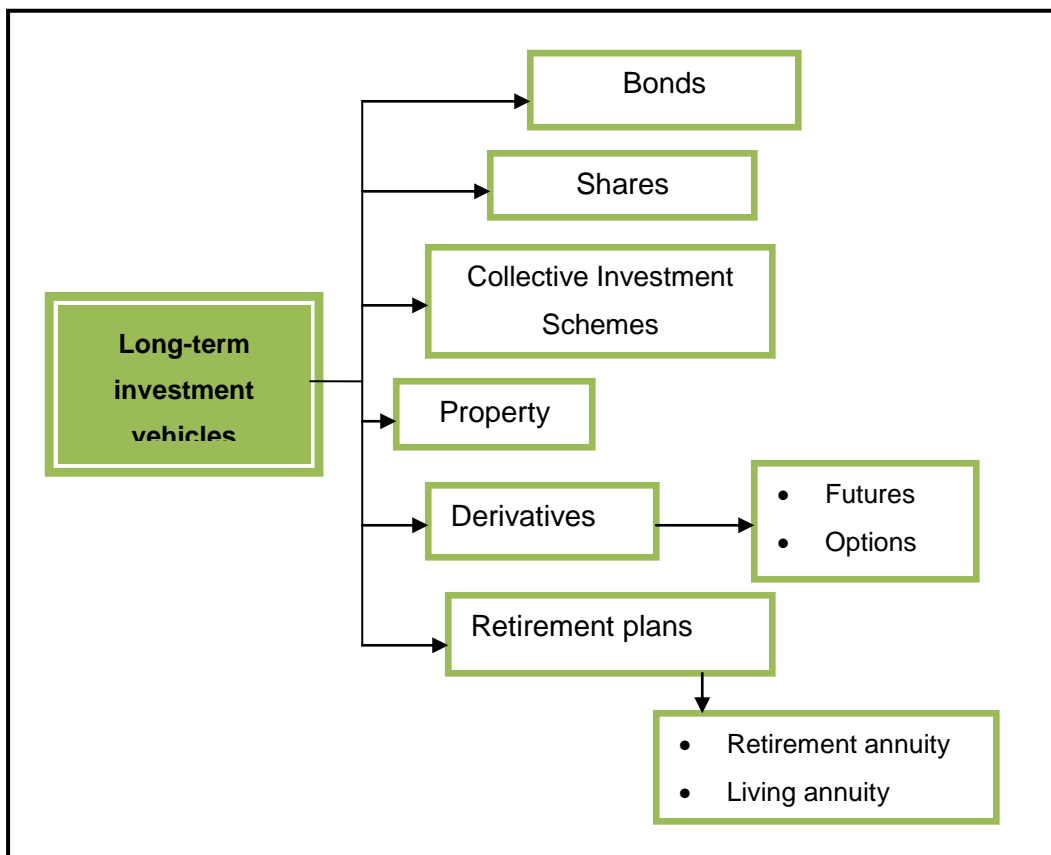 Bonds
Shares
Collective Investment
Schemes
Long-term
investment
vehicles
Property
Derivatives
• Futures
• Options
Retirement plans
• Retirement annuity
• Living annuity